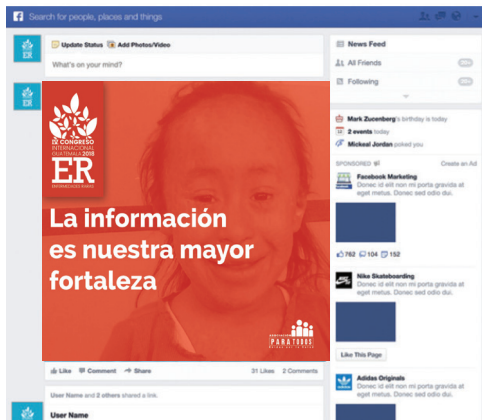 Search for people, places and things
ER
Update Status Add Photos/Video
What's on your mind?
ER
IV CONGRESO
INTERNACIONAL
GUATEMALA 2018
ER
ENFERMEDADES RARAS
La información
es nuestra mayor
fortaleza
ASOCIACIÓN
PARA TODOS
Like Comment Share 31 Likes 2 Comments
User Name and 2 others shared a link.
User Name
News Feed
All Friends
Following
Mark Zucenberg's birthday is today
2 events today
Mickeal Jordan poked you
SPONSORED Create an Ad
Facebook Marketing
Donec id elit non mi porta gravida at
eget metus. Donec sed odio dui.
762 104 152
Nike Skateboarding
Donec id elit non mi porta gravida at
eget metus. Donec sed odio dui.
Like This Page
Adidas Originals
Donec id elit non mi porta gravida at
eget metus. Donec sed odio dui.